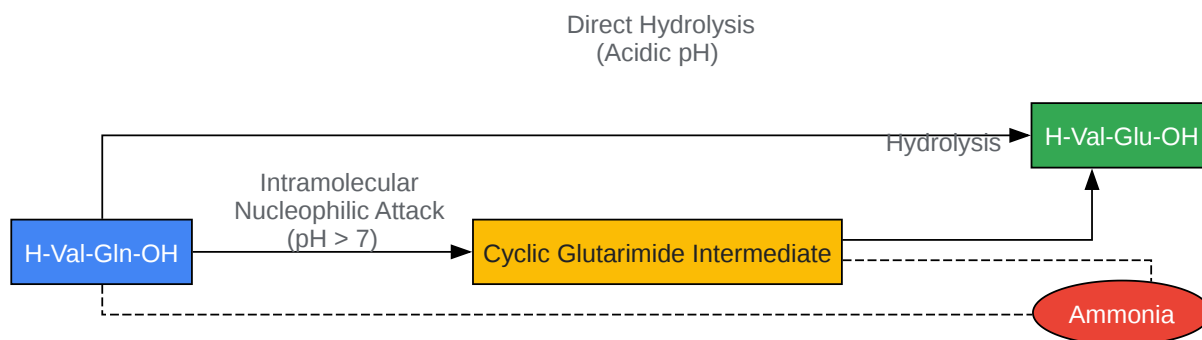 Direct Hydrolysis
(Acidic pH)
H-Val-Glu-OH
Hydrolysis
Intramolecular
Nucleophilic Attack
(pH > 7)
H-Val-Gln-OH
Cyclic Glutarimide Intermediate
Ammonia